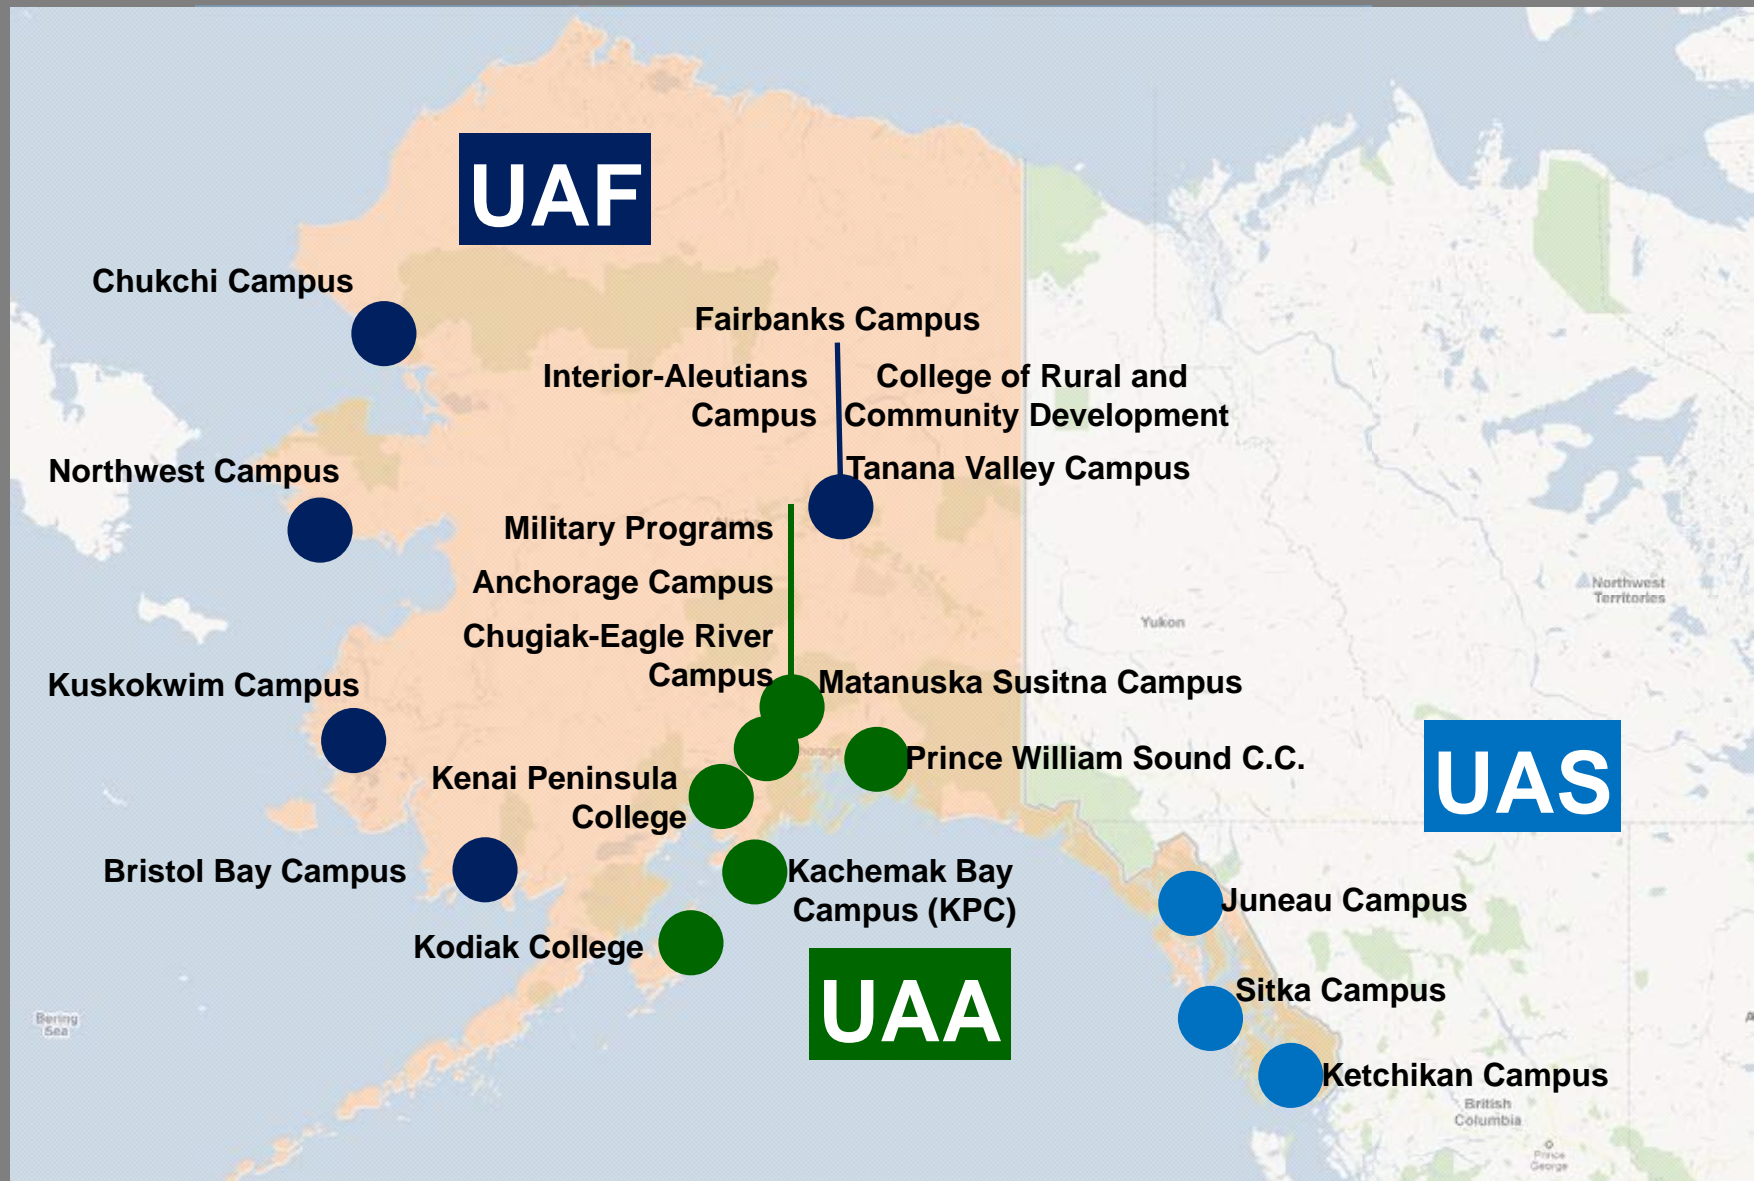 UAF
Chukchi Campus
Fairbanks Campus
Interior-Aleutians
Campus
College of Rural and
Community Development
Northwest Campus
Tanana Valley Campus
Military Programs
Anchorage Campus
Chugiak-Eagle River
Campus
Northwest
Territories
Yukon
Kuskokwim Campus
Matanuska Susitna Campus
Prince William Sound C.C.
UAS
Kenai Peninsula
College
Bristol Bay Campus
Kachemak Bay
Campus (KPC)
Juneau Campus
Kodiak College
UAA
Sitka Campus
Bering
Sea
Ketchikan Campus
British
Columbia
Prince
George